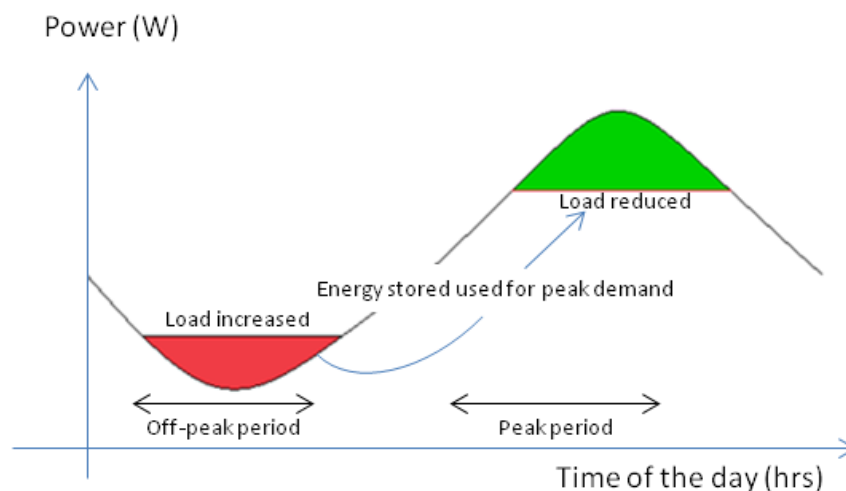 Power (W)
Load reduced
Energy stored used for peak demand
Load increased
Off-peak period
Peak period
Time of the day (hrs)